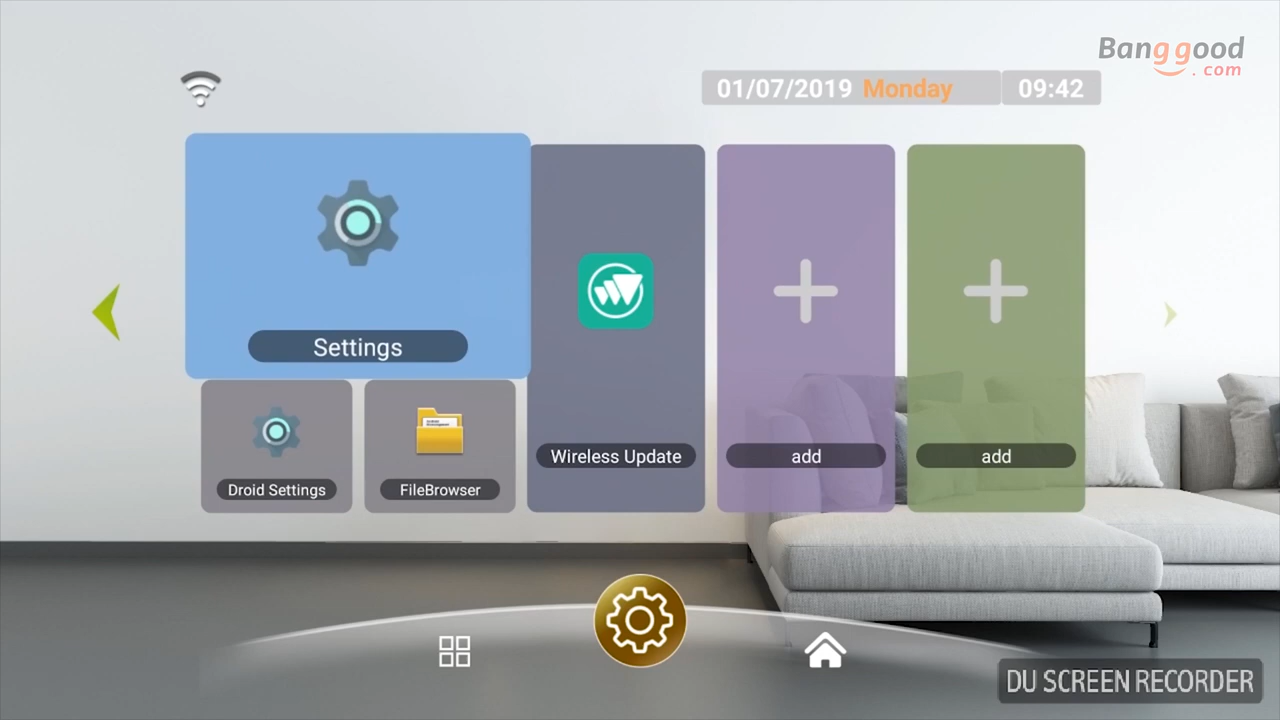 Banggood
.com
01/07/2019 Monday 09:42
Settings
Wireless Update
add
add
Droid Settings
FileBrowser
DU SCREEN RECORDER